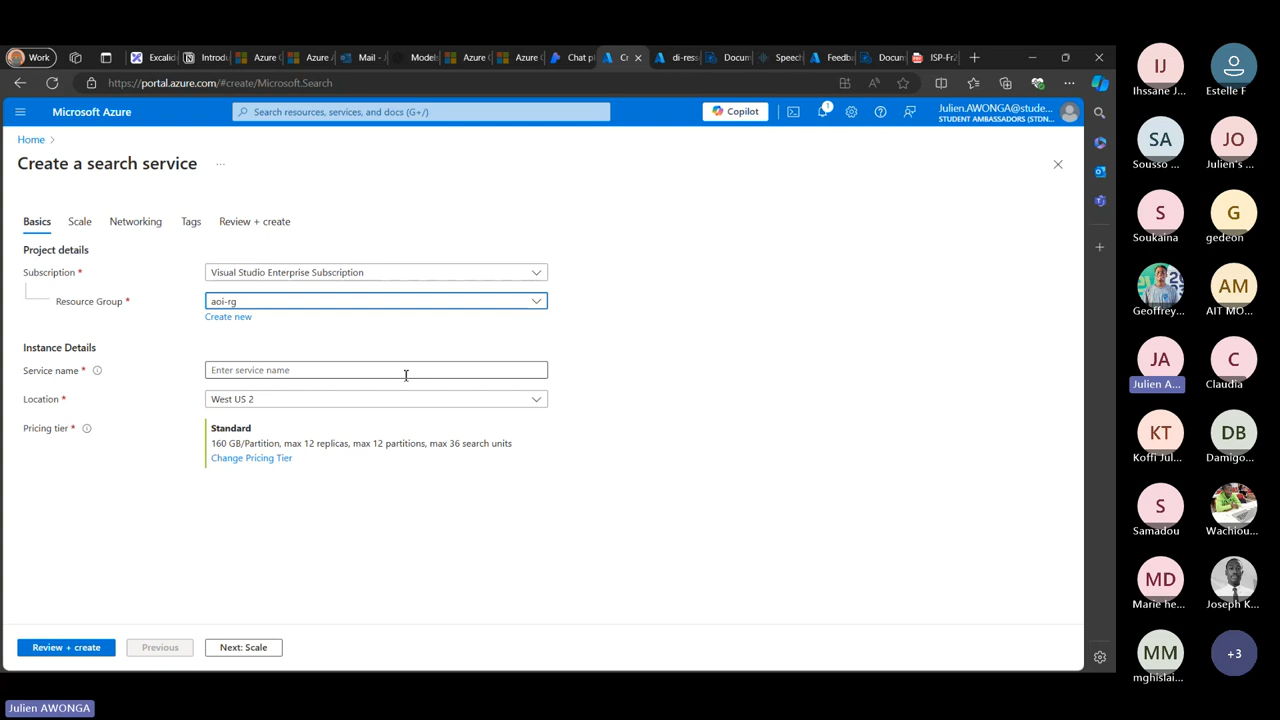 Work
Excalid
Introdu
Azure C
Azure A
Mail - J
Models
Azure C
Azure C
Chat p
Cr
di-ress
Docum
Speech
Feedb
Docum
ISP-Fr2
https://portal.azure.com/#create/Microsoft.Search
Microsoft Azure
Search resources, services, and docs (G+/)
Copilot
1
Julien.AWONGA@stude...
STUDENT AMBASSADORS (STDN...
Home >
Create a search service
...
Basics
Scale
Networking
Tags
Review + create
Project details
Subscription *
Visual Studio Enterprise Subscription
Resource Group *
aoi-rg
Create new
Instance Details
Service name *
Enter service name
Location *
West US 2
Pricing tier *
Standard
160 GB/Partition, max 12 replicas, max 12 partitions, max 36 search units
Change Pricing Tier
Review + create
Previous
Next: Scale
IJ
Ihssane J...
Estelle F
SA
Sousso ...
JO
Julien's ...
S
Soukaina
G
gedeon
Geoffrey...
AM
AIT MO...
JA
Julien A...
C
Claudia
KT
Koffi Jul...
DB
Damigo...
S
Samadou
Wachiou...
MD
Marie he...
Joseph K...
MM
mghislai...
+3
Julien AWONGA